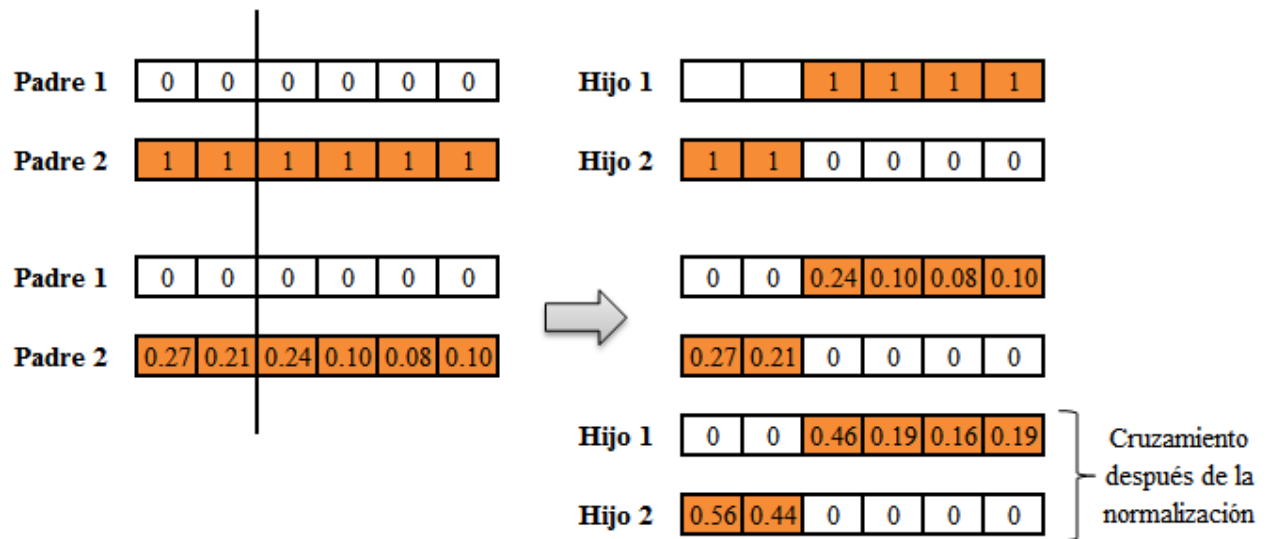 Padre 1 0 0 0 0 0 0
Hijo 1 1 1 1 1
Padre 2 1 1 1 1 1 1
Hijo 2 1 1 0 0 0 0
Padre 1 0 0 0 0 0 0
0 0 0.24 0.10 0.08 0.10
Padre 2 0.27 0.21 0.24 0.10 0.08 0.10
0.27 0.21 0 0 0 0
Hijo 1 0 0 0.46 0.19 0.16 0.19
Hijo 2 0.56 0.44 0 0 0 0
Cruzamiento
después de la
normalización